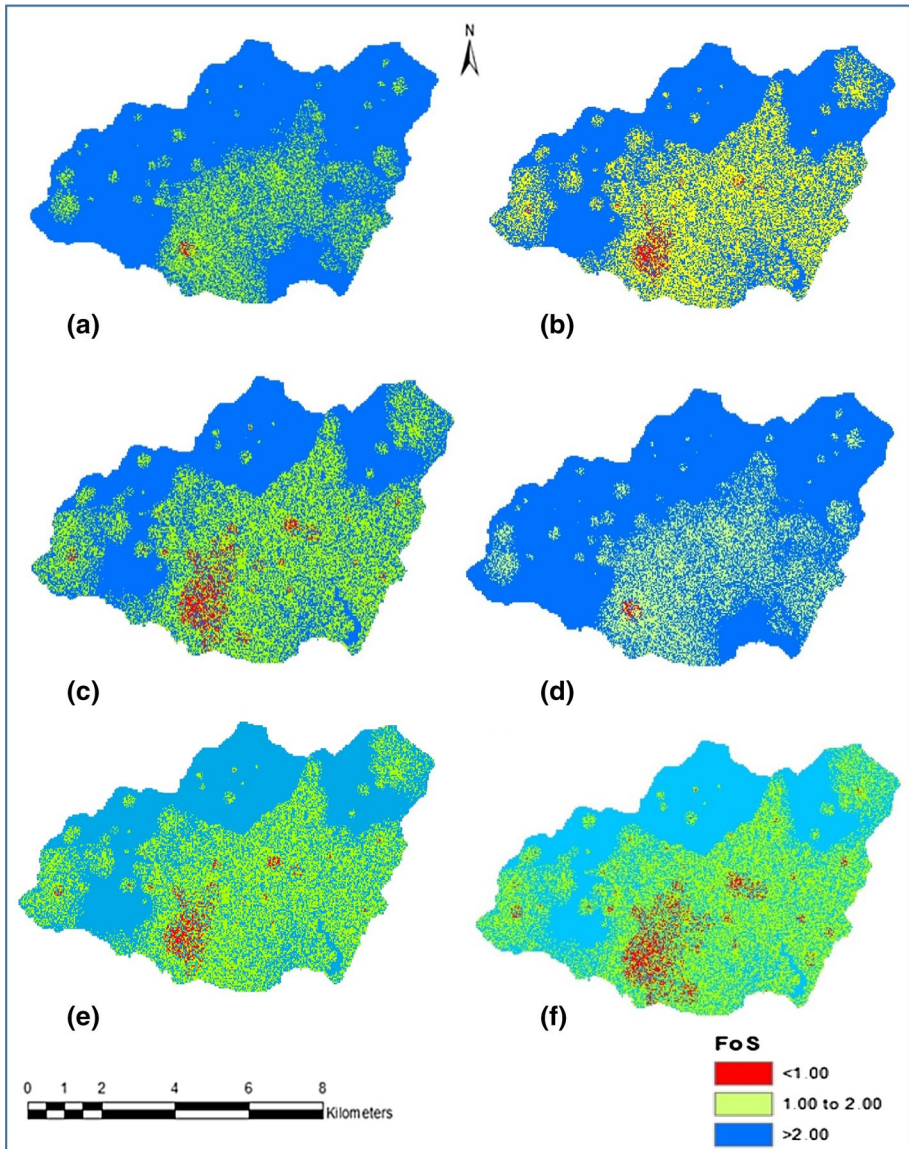 N
(a)
(b)
(c)
(d)
(e)
(f)
0 1 2 4 6 8
Kilometers
FoS
<1.00
1.00 to 2.00
>2.00